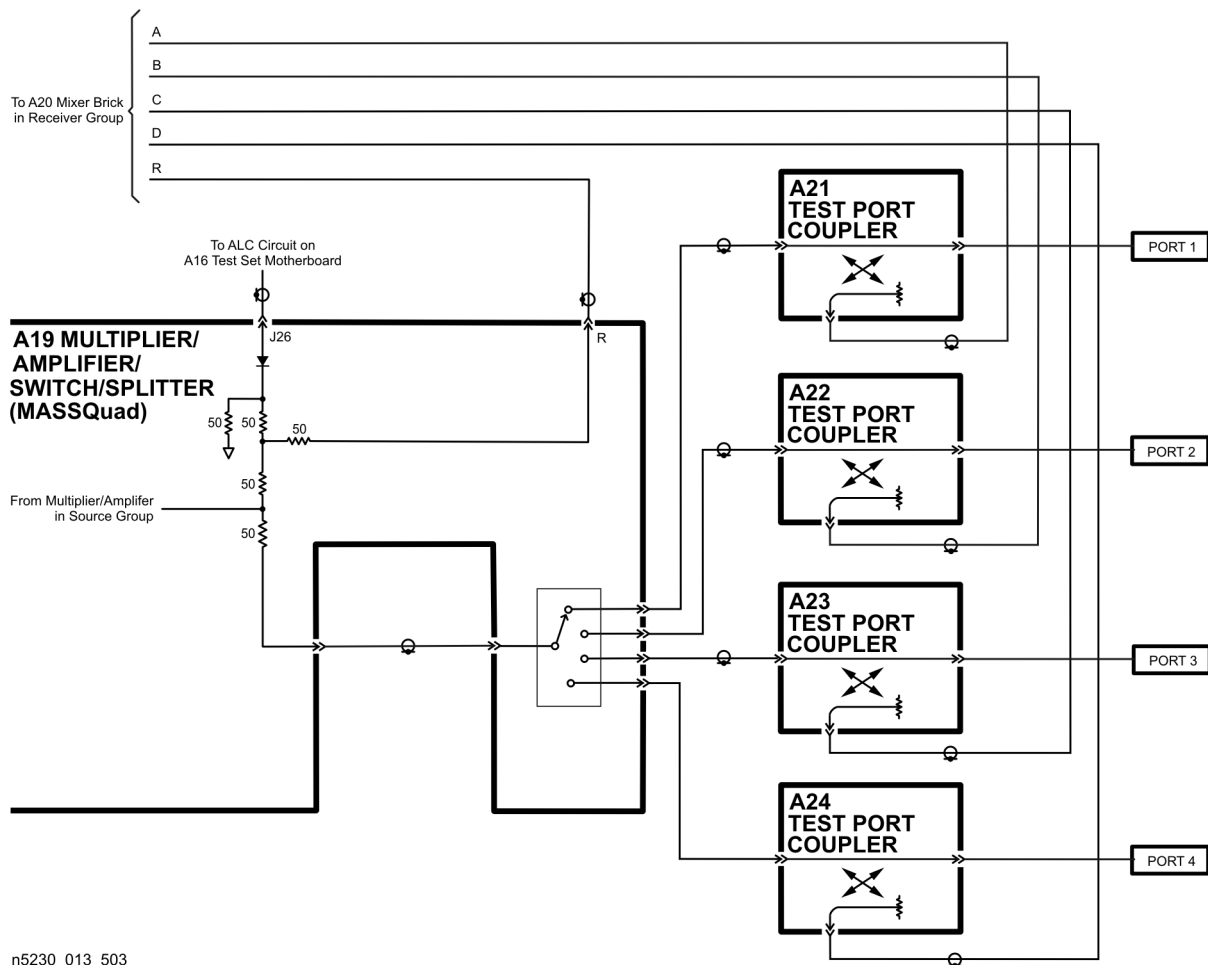 A
B
To A20 Mixer Brick
in Receiver Group
C
D
R
To ALC Circuit on
A16 Test Set Motherboard
J26
R
A19 MULTIPLIER/
AMPLIFIER/
SWITCH/SPLITTER
(MASSQuad)
50
50
50
50
From Multiplier/Amplifer
in Source Group
50
A21
TEST PORT
COUPLER
PORT 1
A22
TEST PORT
COUPLER
PORT 2
A23
TEST PORT
COUPLER
PORT 3
A24
TEST PORT
COUPLER
PORT 4
n5230_013_503